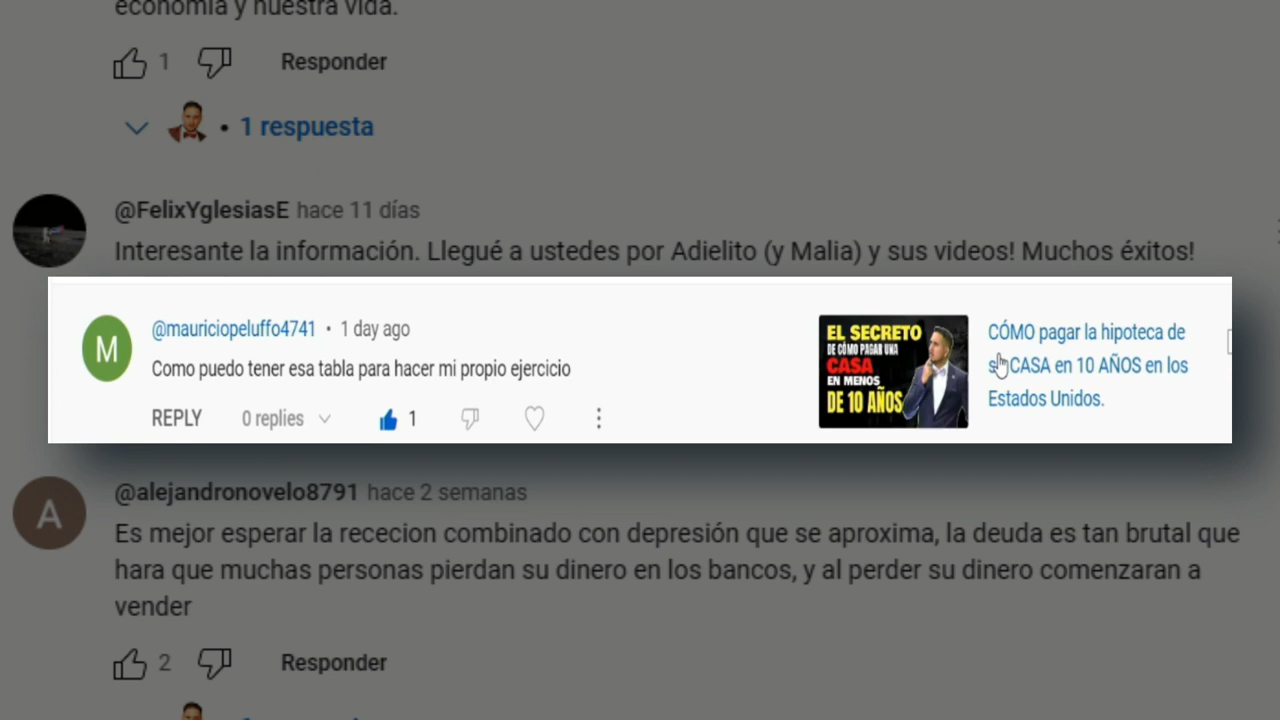 economía y nuestra vida.
1
Responder
• 1 respuesta
@FelixYglesiasE hace 11 días
Interesante la información. Llegué a ustedes por Adielito (y Malia) y sus videos! Muchos éxitos!
M
@mauriciopeluffo4741 • 1 day ago
Como puedo tener esa tabla para hacer mi propio ejercicio
REPLY 0 replies 1
EL SECRETO
DE CÓMO PAGAR UNA
CASA
EN MENOS
DE 10 AÑOS
CÓMO pagar la hipoteca de
CASA en 10 AÑOS en los
Estados Unidos.
A
@alejandronovelo8791 hace 2 semanas
Es mejor esperar la rececion combinado con depresión que se aproxima, la deuda es tan brutal que
hara que muchas personas pierdan su dinero en los bancos, y al perder su dinero comenzaran a
vender
2
Responder